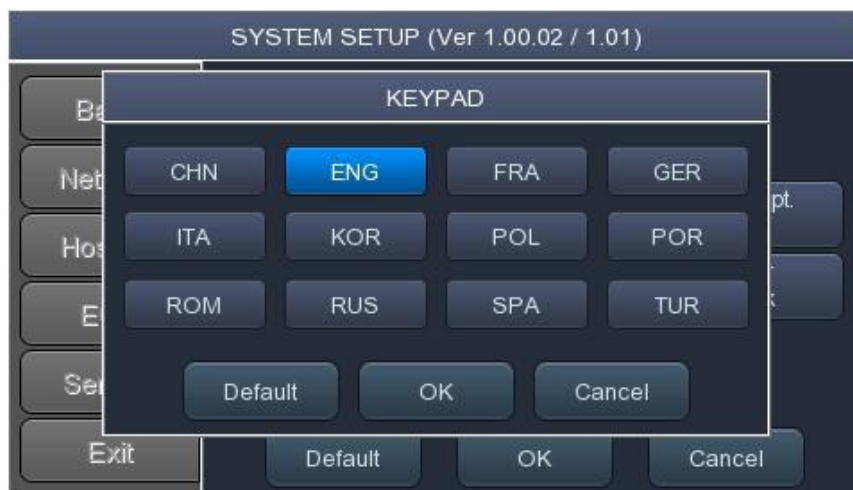 SYSTEM SETUP (Ver 1.00.02 / 1.01)
KEYPAD
CHN ENG FRA GER
ITA KOR POL POR
ROM RUS SPA TUR
Default OK Cancel
Exit Default OK Cancel